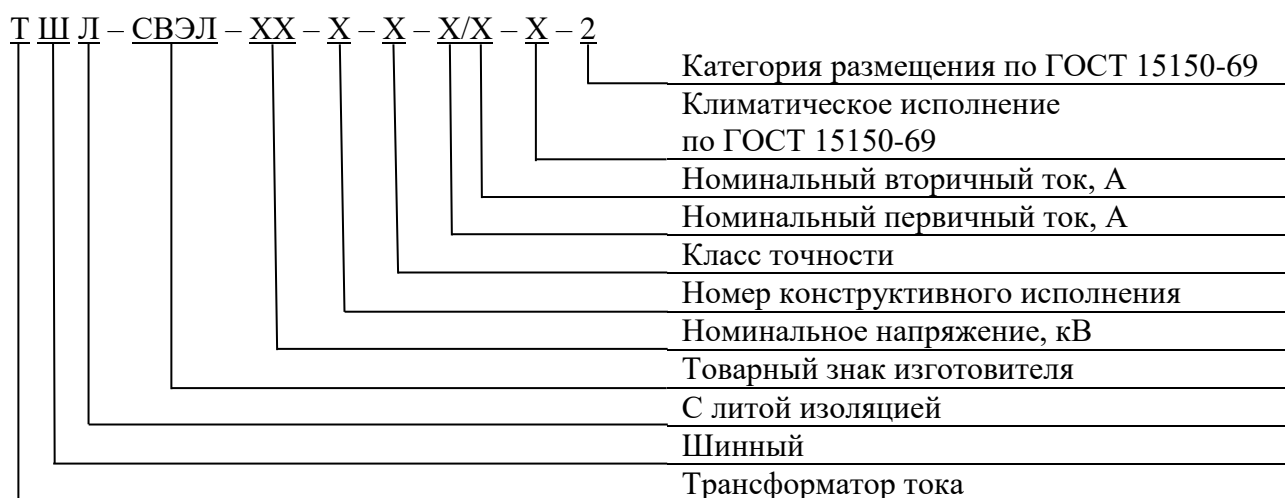 Т Ш Л – СВЭЛ – ХХ – Х – Х – Х/Х – Х – 2
Категория размещения по ГОСТ 15150-69
Климатическое исполнение
по ГОСТ 15150-69
Номинальный вторичный ток, А
Номинальный первичный ток, А
Класс точности
Номер конструктивного исполнения
Номинальное напряжение, кВ
Товарный знак изготовителя
С литой изоляцией
Шинный
Трансформатор тока